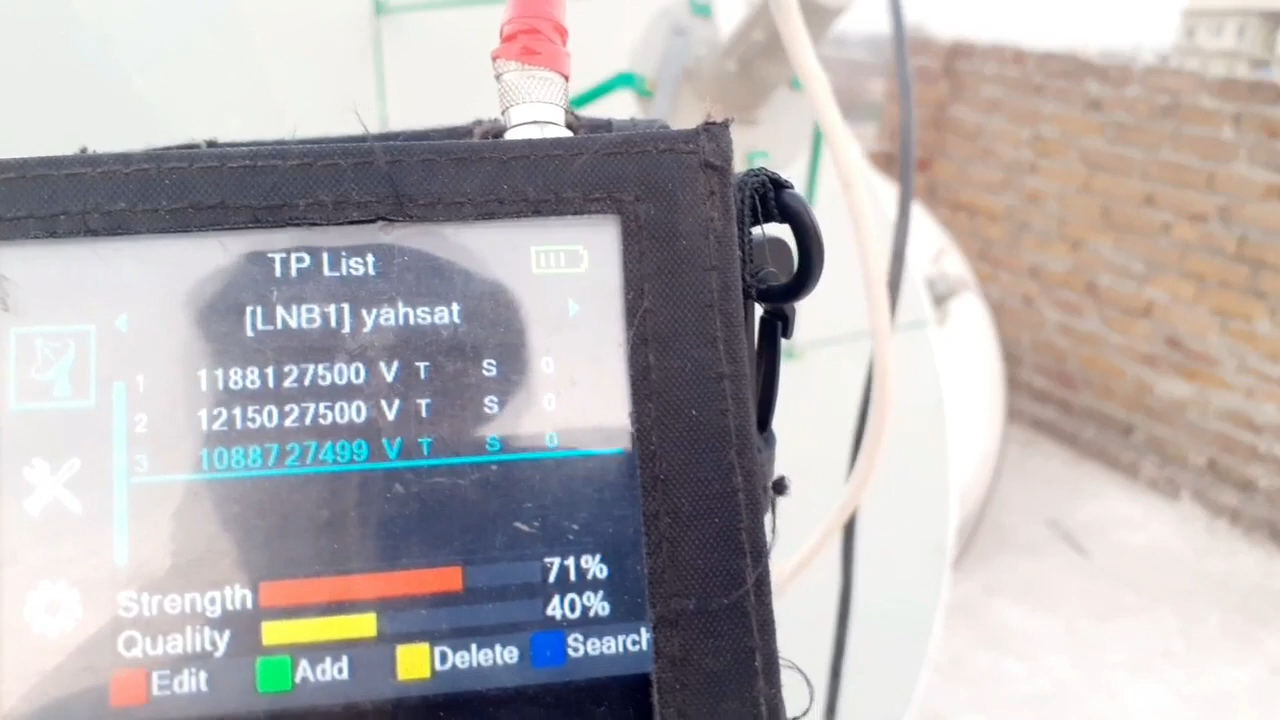 TP List
[LNB1] yahsat
1 11881 27500 V T S 0
2 12150 27500 V T S 0
3 10887 27499 V T S 0
Strength 71%
Quality 40%
Edit Add Delete Search